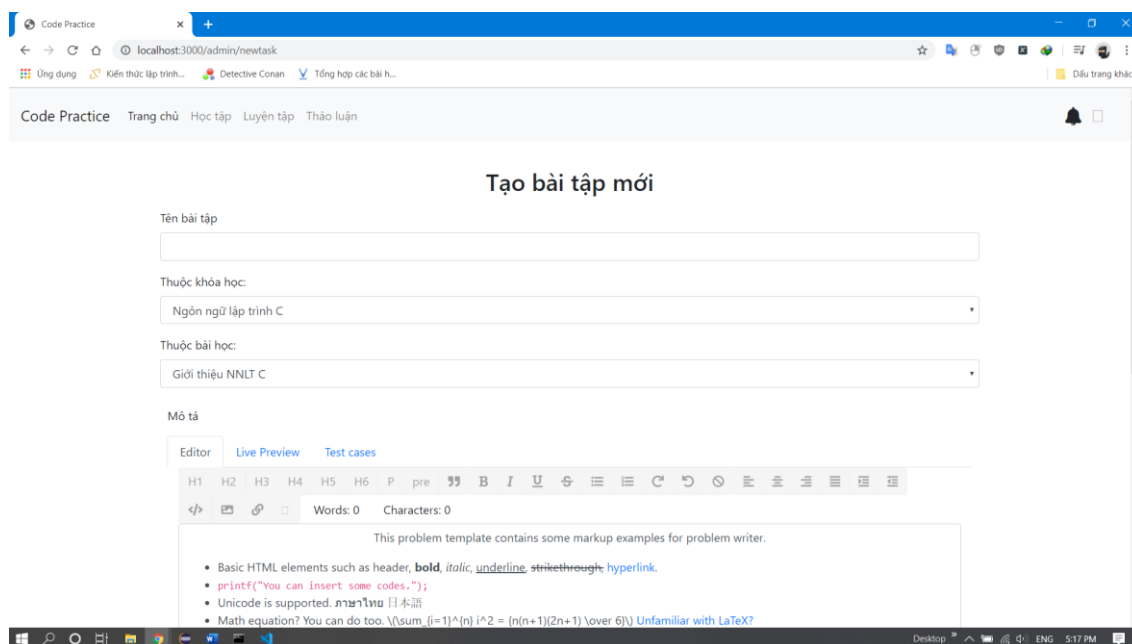 Code Practice
localhost:3000/admin/newtask
Ứng dụng Kiến thức lập trình... Detective Conan Tổng hợp các bài h... Dấu trang khác
Code Practice Trang chủ Học tập Luyện tập Thảo luận
Tạo bài tập mới
Tên bài tập
Thuộc khóa học:
Ngôn ngữ lập trình C
Thuộc bài học:
Giới thiệu NNLT C
Mô tả
Editor Live Preview Test cases
H1 H2 H3 H4 H5 H6 P pre B I U S
Words: 0 Characters: 0
This problem template contains some markup examples for problem writer.
Basic HTML elements such as header, bold, italic, underline, strikethrough, hyperlink.
printf("You can insert some codes.");
Unicode is supported. ภาษาไทย 日本語
Math equation? You can do too. \(\sum_{i=1}^{n} i^2 = {n(n+1)(2n+1) \over 6}\) Unfamiliar with LaTeX?
Desktop ENG 5:17 PM